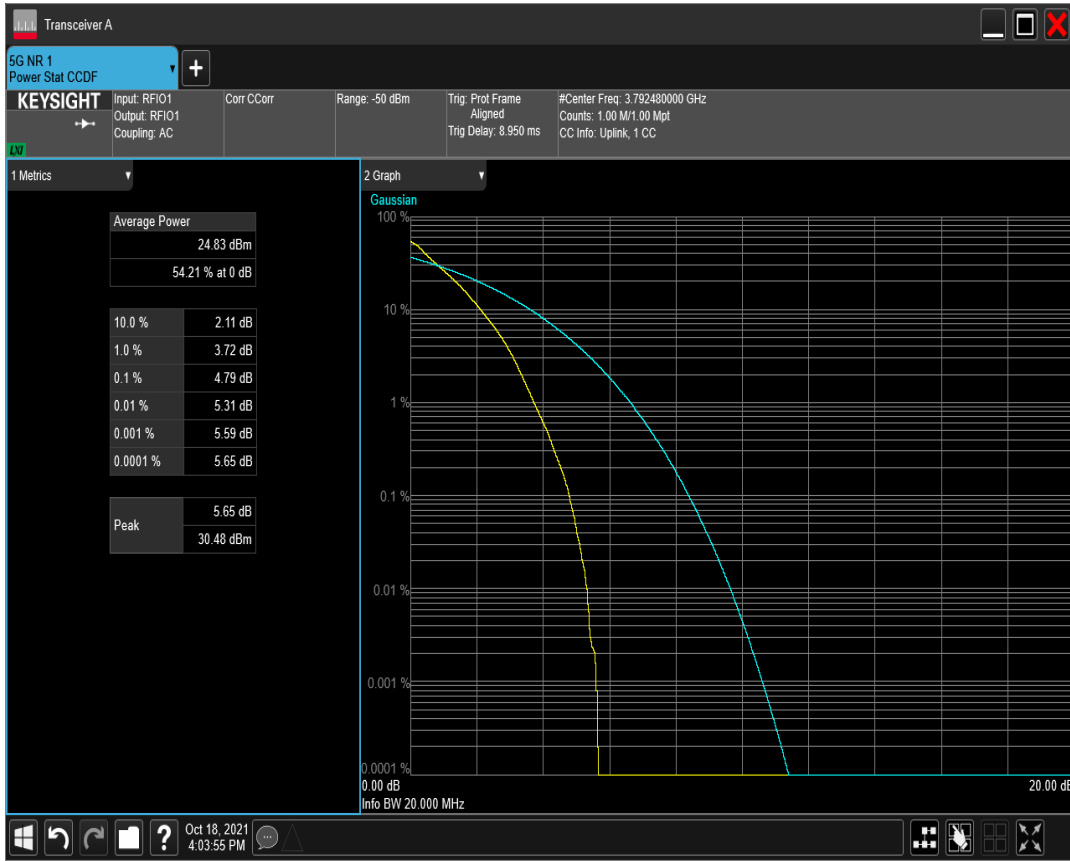 Transceiver A
5G NR 1
Power Stat CCDF
KEYSIGHT
LXI
Input: RFIO1
Output: RFIO1
Coupling: AC
Corr CCorr
Range: -50 dBm
Trig: Prot Frame
Aligned
Trig Delay: 8.950 ms
#Center Freq: 3.792480000 GHz
Counts: 1.00 M/1.00 Mpt
CC Info: Uplink, 1 CC
1 Metrics
Average Power
24.83 dBm
54.21 % at 0 dB
10.0 % 2.11 dB
1.0 % 3.72 dB
0.1 % 4.79 dB
0.01 % 5.31 dB
0.001 % 5.59 dB
0.0001 % 5.65 dB
Peak
5.65 dB
30.48 dBm
2 Graph
Gaussian
100 %
10 %
1 %
0.1 %
0.01 %
0.001 %
0.0001 %
0.00 dB 20.00 dB
Info BW 20.000 MHz
Oct 18, 2021
4:03:55 PM